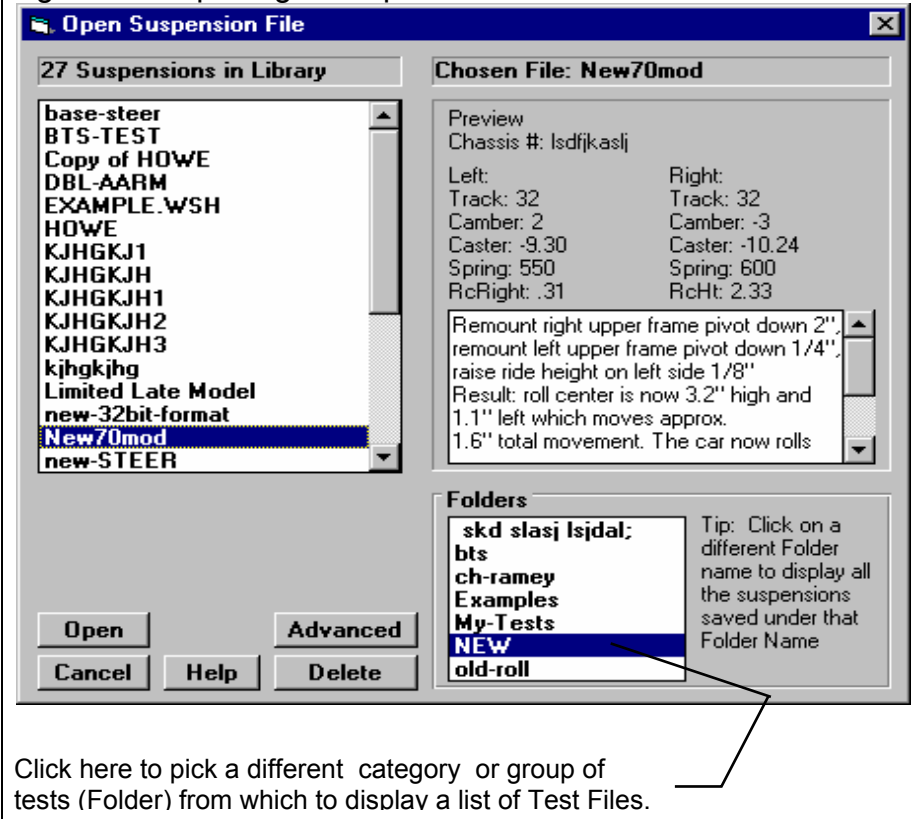 Open Suspension File
27 Suspensions in Library
Chosen File: New70mod
base-steer
BTS-TEST
Copy of HOWE
DBL-AARM
EXAMPLE.WSH
HOWE
KJHGKJ1
KJHGKJH
KJHGKJH1
KJHGKJH2
KJHGKJH3
kjhgkjhg
Limited Late Model
new-32bit-format
New70mod
new-STEER
Preview
Chassis #: lsdfjkaslj
Left:
Track: 32
Camber: 2
Caster: -9.30
Spring: 550
RcRight: .31
Right:
Track: 32
Camber: -3
Caster: -10.24
Spring: 600
RcHt: 2.33
Remount right upper frame pivot down 2'',
remount left upper frame pivot down 1/4'',
raise ride height on left side 1/8''
Result: roll center is now 3.2'' high and
1.1'' left which moves approx.
1.6'' total movement. The car now rolls
Folders
skd slasj lsjdal;
bts
ch-ramey
Examples
My-Tests
NEW
old-roll
Tip: Click on a
different Folder
name to display all
the suspensions
saved under that
Folder Name
Open
Advanced
Cancel
Help
Delete
Click here to pick a different category or group of
tests (Folder) from which to display a list of Test Files.